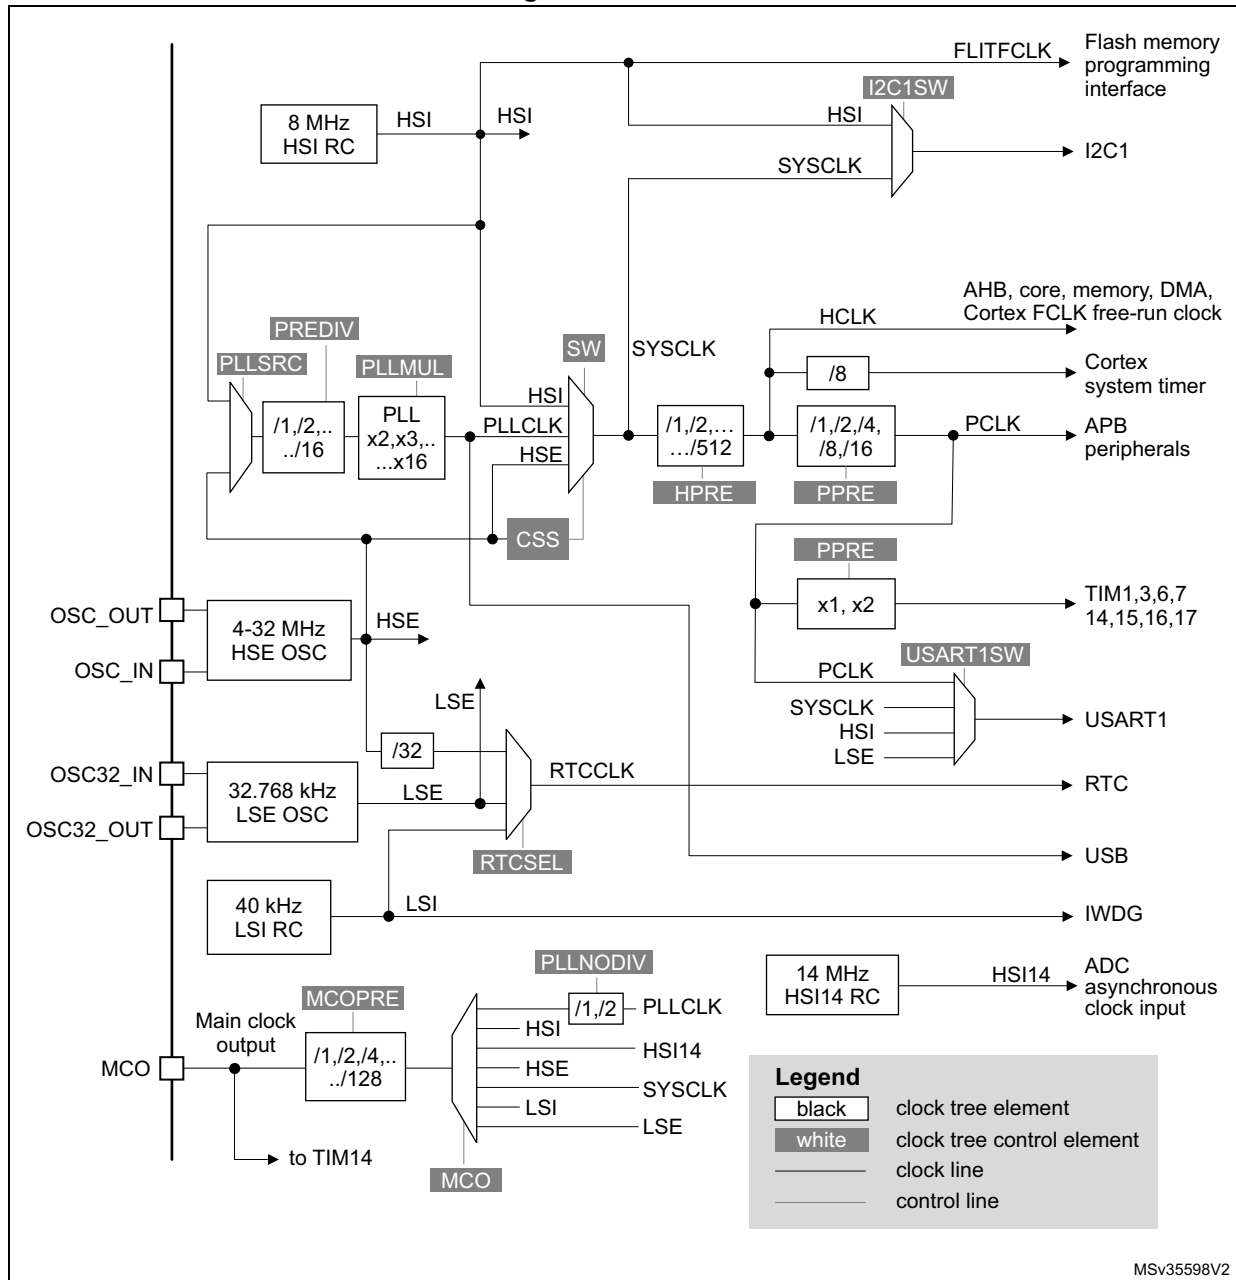 FLITFCLK
Flash memory
programming
interface
I2C1SW
8 MHz
HSI RC
HSI
HSI
HSI
I2C1
SYSCLK
AHB, core, memory, DMA,
Cortex FCLK free-run clock
HCLK
PREDIV
PLLSRC
PLLMUL
SW
SYSCLK
/8
Cortex
system timer
HSI
/1,/2,..
../16
PLL
x2,x3,..
...x16
PLLCLK
HSE
/1,/2,...
.../512
/1,/2,/4,
/8,/16
PCLK
APB
peripherals
HPRE
PPRE
CSS
PPRE
OSC_OUT
OSC_IN
4-32 MHz
HSE OSC
HSE
x1, x2
TIM1,3,6,7
14,15,16,17
USART1SW
PCLK
SYSCLK
HSI
LSE
USART1
LSE
/32
OSC32_IN
OSC32_OUT
32.768 kHz
LSE OSC
LSE
RTCCLK
RTC
RTCSEL
USB
40 kHz
LSI RC
LSI
IWDG
PLLNODIV
14 MHz
HSI14 RC
HSI14
ADC
asynchronous
clock input
MCOPRE
Main clock
output
MCO
/1,/2,/4,..
../128
/1,/2
PLLCLK
HSI
HSI14
HSE
SYSCLK
LSI
LSE
to TIM14
MCO
Legend
black clock tree element
white clock tree control element
clock line
control line
MSv35598V2